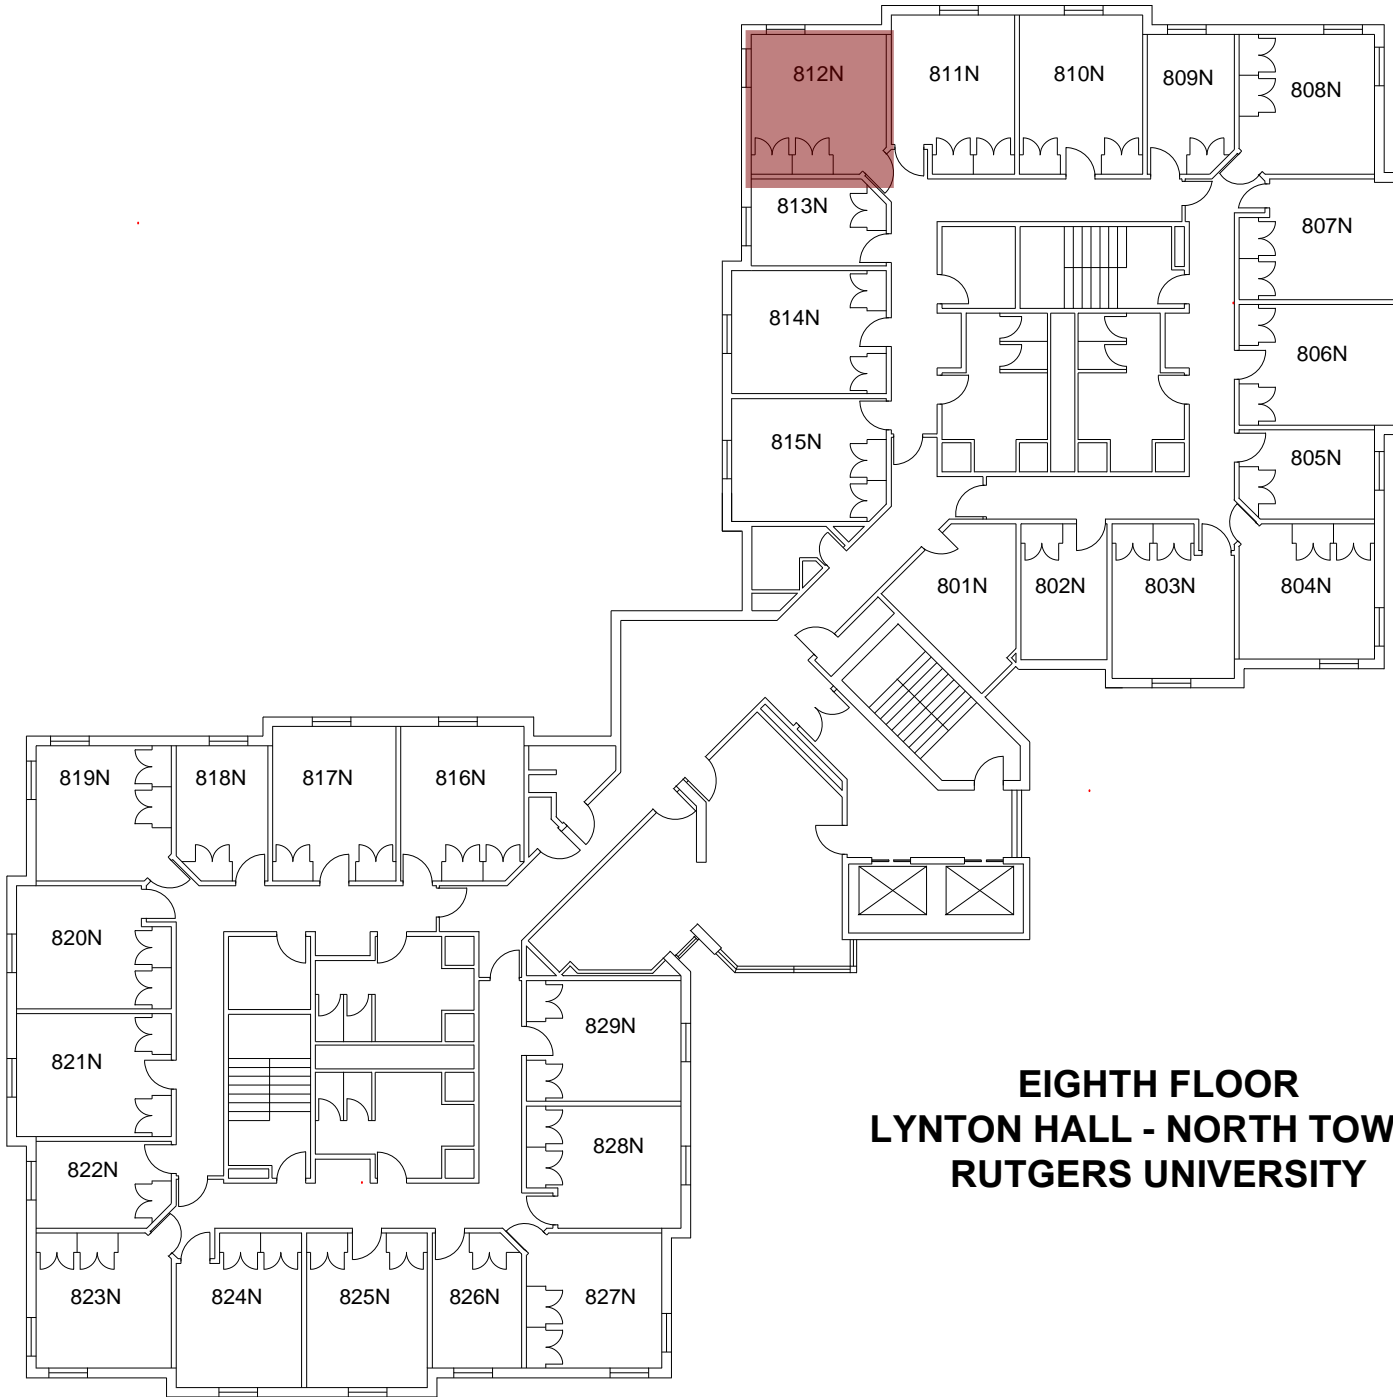 812N
811N
810N
809N
808N
813N
807N
814N
806N
815N
805N
801N
802N
803N
804N
819N
818N
817N
816N
820N
829N
821N
828N
822N
823N
824N
825N
826N
827N
EIGHTH FLOOR
LYNTON HALL - NORTH TOW
RUTGERS UNIVERSITY